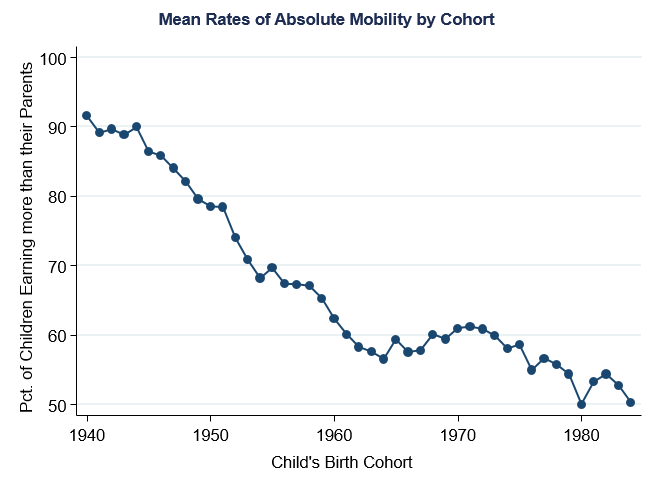 Mean Rates of Absolute Mobility by Cohort
Pct. of Children Earning more than their Parents
100
90
80
70
60
50
1940 1950 1960 1970 1980
Child's Birth Cohort